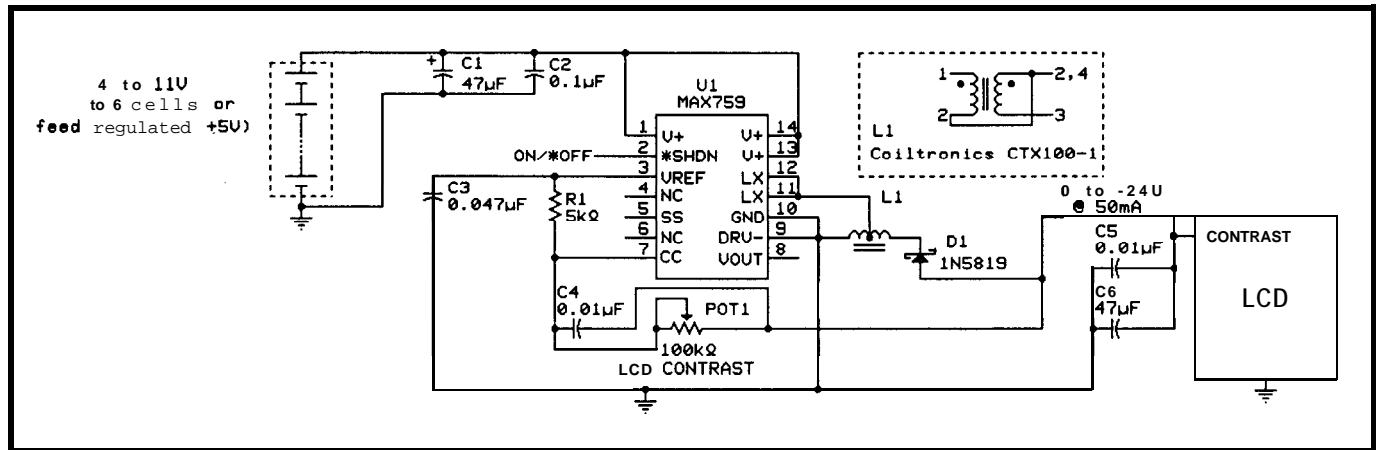 4 to 11V
to 6 cells or
feed regulated +5V)
C1
47µF
C2
0.1µF
U1
MAX759
1 V+
2 *SHDN
3 VREF
4 NC
5 SS
6 NC
7 CC
V+ 14
V+ 13
LX 12
LX 11
GND 10
DRV- 9
VOUT 8
ON/*OFF
C3
0.047µF
R1
5kΩ
C4
0.01µF
POT1
100kΩ
LCD CONTRAST
1
2
2,4
3
L1
Coiltronics CTX100-1
L1
D1
1N5819
0 to -24U
@ 50mA
C5
0.01µF
C6
47µF
CONTRAST
LCD